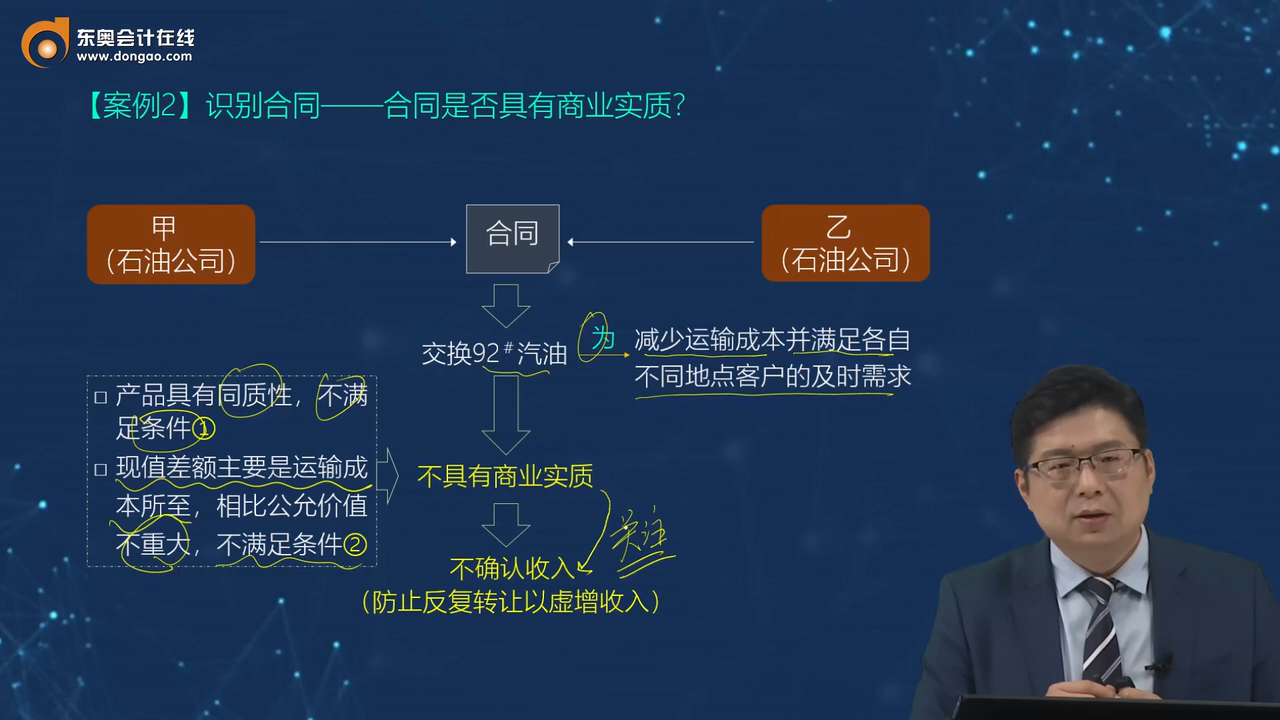 东奥会计在线
www.dongao.com
【案例2】识别合同——合同是否具有商业实质?
甲
（石油公司）
合同
乙
（石油公司）
交换92#汽油
为
减少运输成本并满足各自
不同地点客户的及时需求
□ 产品具有同质性，不满
足条件①
□ 现值差额主要是运输成
本所至，相比公允价值
不重大，不满足条件②
不具有商业实质
关注
不确认收入
（防止反复转让以虚增收入）